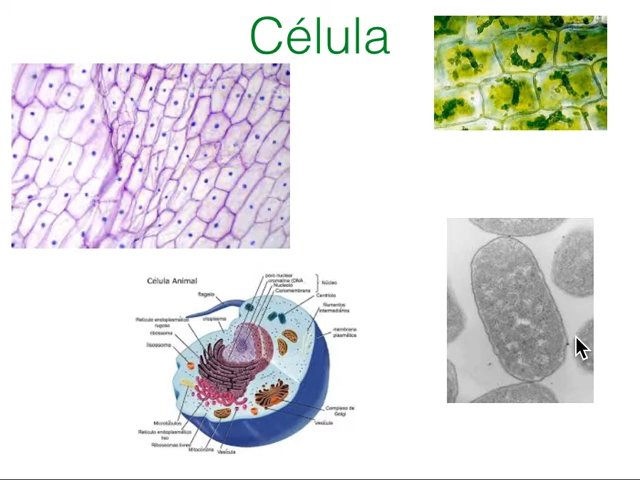 Célula
Célula Animal
poro nuclear
cromatina (DNA)
Nucléolo
Cariomembrana
Núcleo
Centríolo
flagelo
filamentos
intermediários
citoplasma
Retículo endoplasmático
rugoso
ribossoma
lisossoma
membrana
plasmática
Complexo de
Golgi
Vesícula
Microtúbulos
Retículo endoplasmático
liso
Ribossomas livres
Mitocôndria
Vesícula